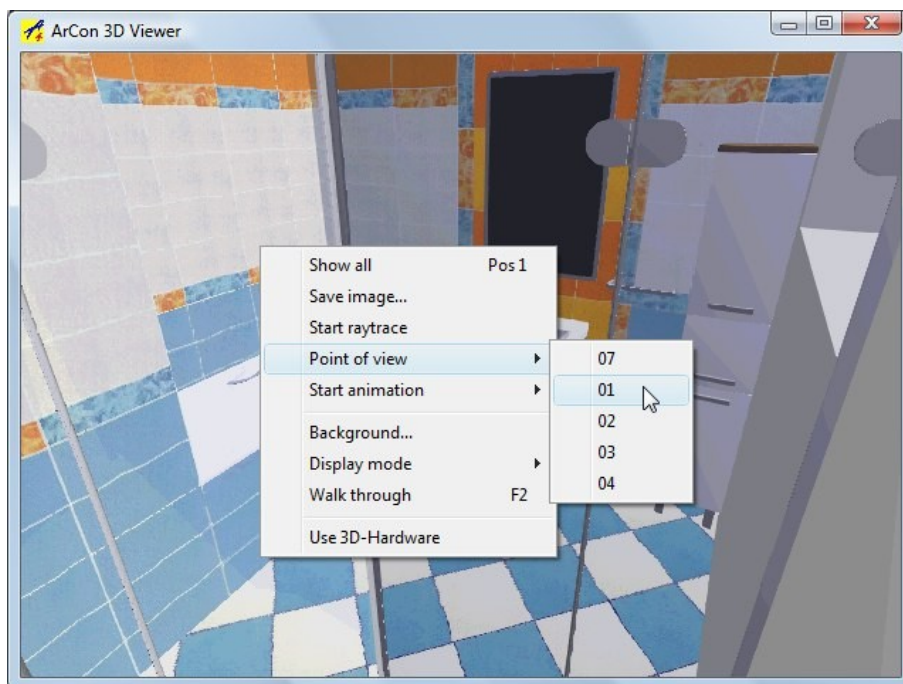 ArCon 3D Viewer
Show all Pos 1
Save image...
Start raytrace
Point of view
Start animation
Background...
Display mode
Walk through F2
Use 3D-Hardware
07
01
02
03
04